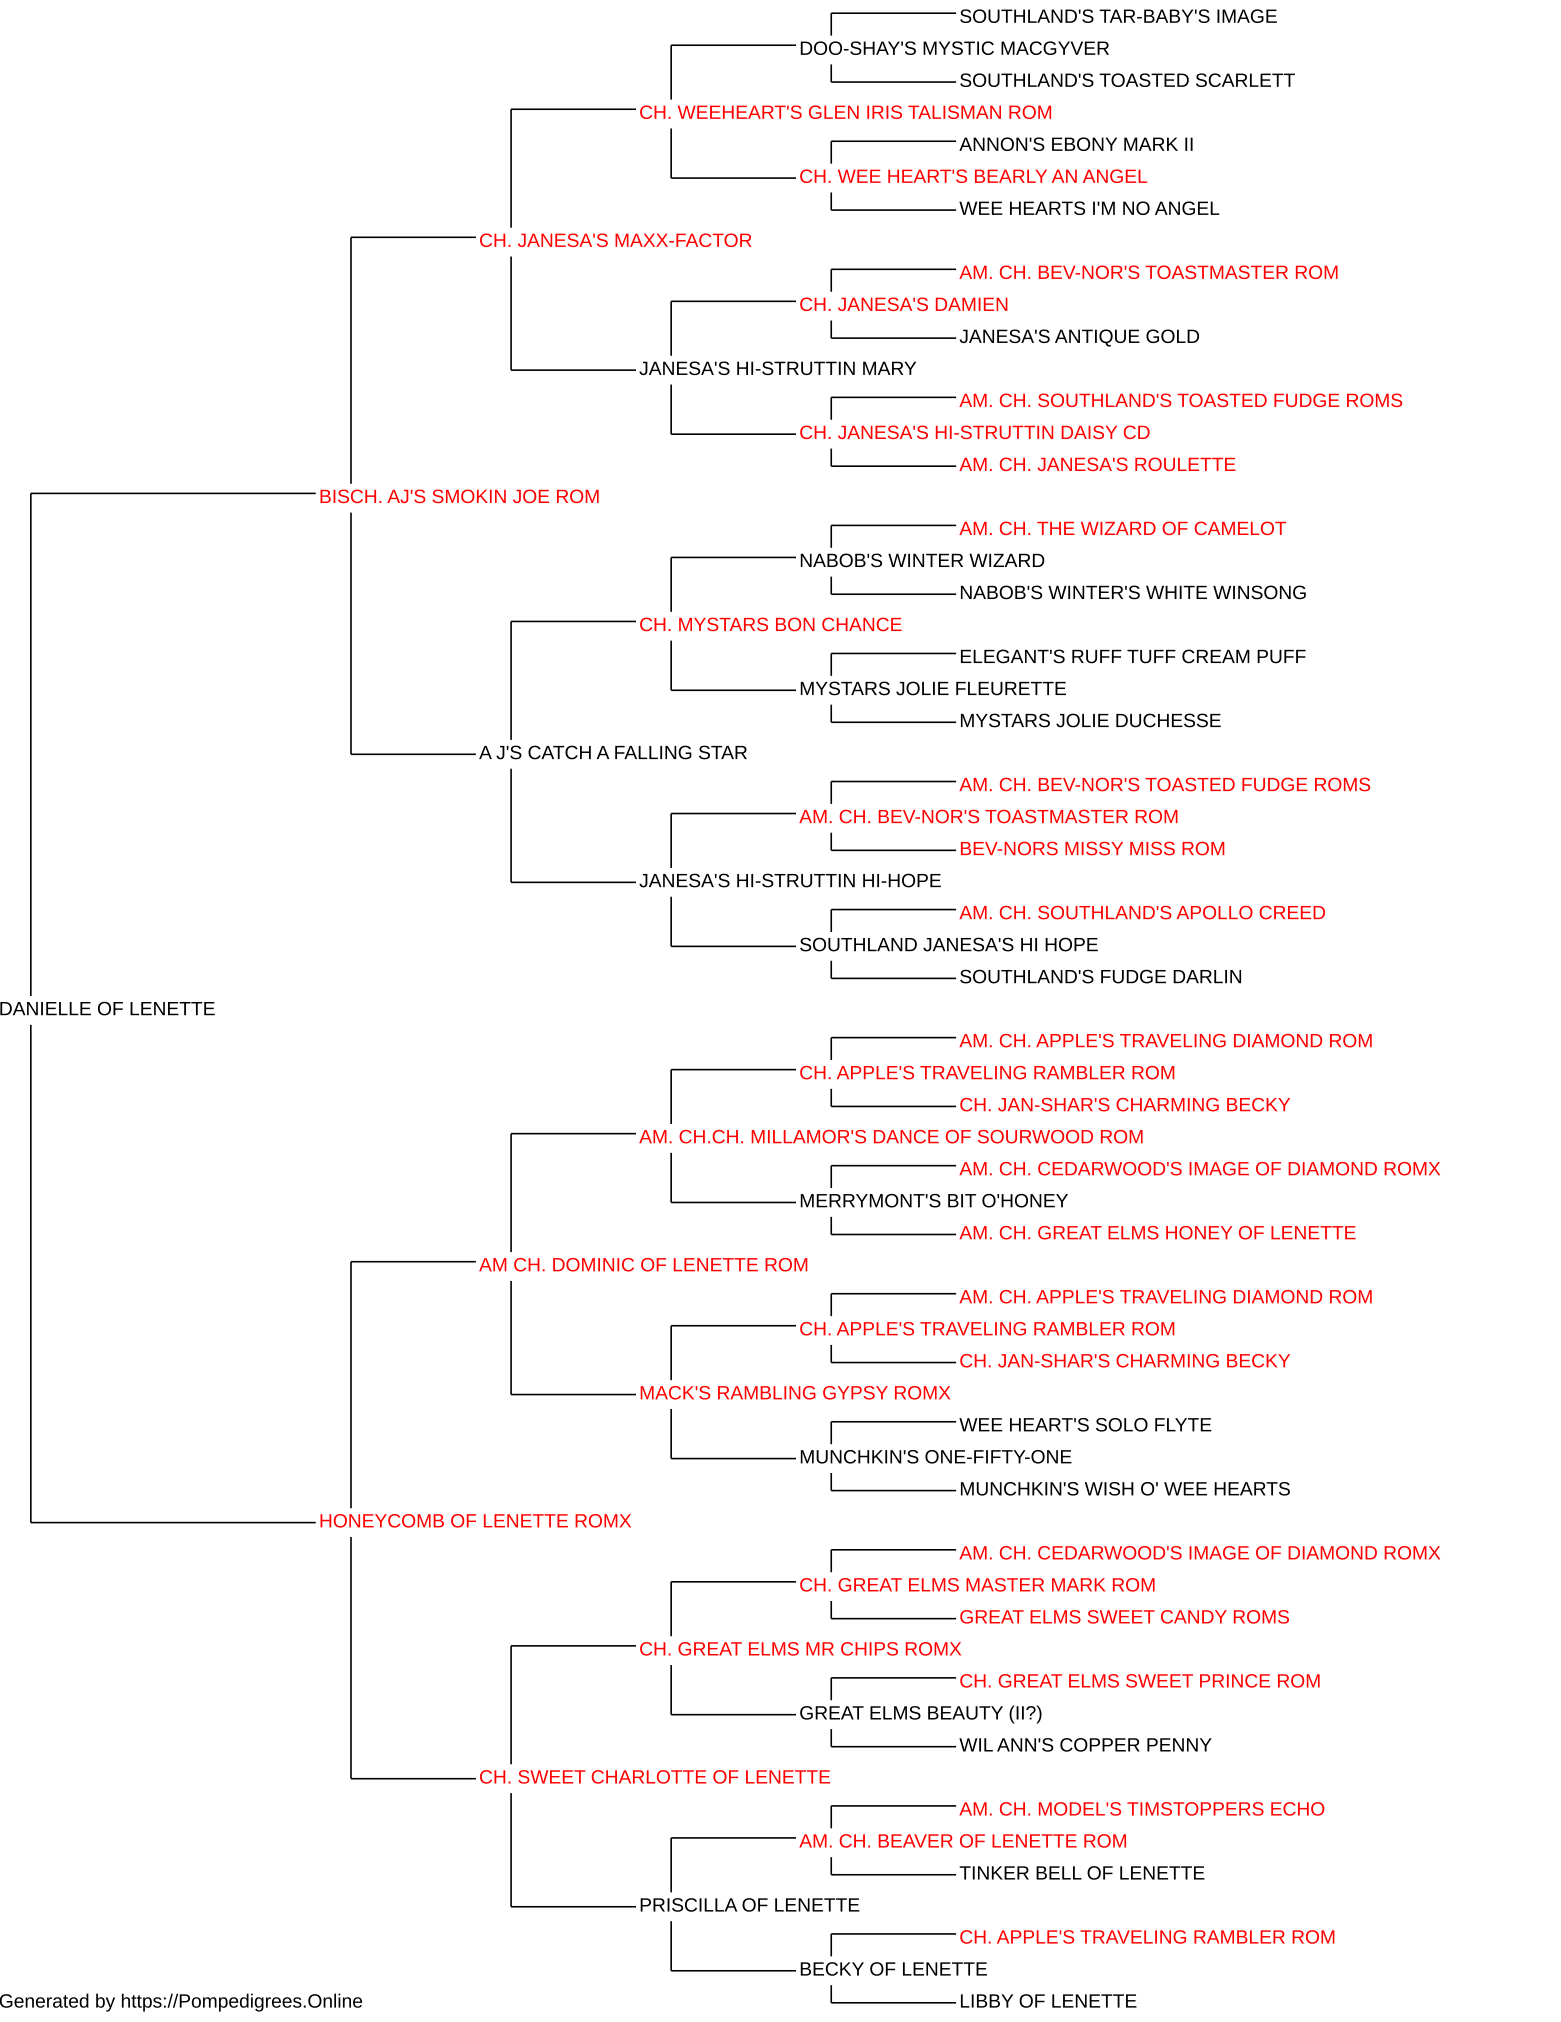 SOUTHLAND'S TAR-BABY'S IMAGE
DOO-SHAY'S MYSTIC MACGYVER
SOUTHLAND'S TOASTED SCARLETT
CH. WEEHEART'S GLEN IRIS TALISMAN ROM
ANNON'S EBONY MARK II
CH. WEE HEART'S BEARLY AN ANGEL
WEE HEARTS I'M NO ANGEL
CH. JANESA'S MAXX-FACTOR
AM. CH. BEV-NOR'S TOASTMASTER ROM
CH. JANESA'S DAMIEN
JANESA'S ANTIQUE GOLD
JANESA'S HI-STRUTTIN MARY
AM. CH. SOUTHLAND'S TOASTED FUDGE ROMS
CH. JANESA'S HI-STRUTTIN DAISY CD
AM. CH. JANESA'S ROULETTE
BISCH. AJ'S SMOKIN JOE ROM
AM. CH. THE WIZARD OF CAMELOT
NABOB'S WINTER WIZARD
NABOB'S WINTER'S WHITE WINSONG
CH. MYSTARS BON CHANCE
ELEGANT'S RUFF TUFF CREAM PUFF
MYSTARS JOLIE FLEURETTE
MYSTARS JOLIE DUCHESSE
A J'S CATCH A FALLING STAR
AM. CH. BEV-NOR'S TOASTED FUDGE ROMS
AM. CH. BEV-NOR'S TOASTMASTER ROM
BEV-NORS MISSY MISS ROM
JANESA'S HI-STRUTTIN HI-HOPE
AM. CH. SOUTHLAND'S APOLLO CREED
SOUTHLAND JANESA'S HI HOPE
SOUTHLAND'S FUDGE DARLIN
DANIELLE OF LENETTE
AM. CH. APPLE'S TRAVELING DIAMOND ROM
CH. APPLE'S TRAVELING RAMBLER ROM
CH. JAN-SHAR'S CHARMING BECKY
AM. CH.CH. MILLAMOR'S DANCE OF SOURWOOD ROM
AM. CH. CEDARWOOD'S IMAGE OF DIAMOND ROMX
MERRYMONT'S BIT O'HONEY
AM. CH. GREAT ELMS HONEY OF LENETTE
AM CH. DOMINIC OF LENETTE ROM
AM. CH. APPLE'S TRAVELING DIAMOND ROM
CH. APPLE'S TRAVELING RAMBLER ROM
CH. JAN-SHAR'S CHARMING BECKY
MACK'S RAMBLING GYPSY ROMX
WEE HEART'S SOLO FLYTE
MUNCHKIN'S ONE-FIFTY-ONE
MUNCHKIN'S WISH O' WEE HEARTS
HONEYCOMB OF LENETTE ROMX
AM. CH. CEDARWOOD'S IMAGE OF DIAMOND ROMX
CH. GREAT ELMS MASTER MARK ROM
GREAT ELMS SWEET CANDY ROMS
CH. GREAT ELMS MR CHIPS ROMX
CH. GREAT ELMS SWEET PRINCE ROM
GREAT ELMS BEAUTY (II?)
WIL ANN'S COPPER PENNY
CH. SWEET CHARLOTTE OF LENETTE
AM. CH. MODEL'S TIMSTOPPERS ECHO
AM. CH. BEAVER OF LENETTE ROM
TINKER BELL OF LENETTE
PRISCILLA OF LENETTE
CH. APPLE'S TRAVELING RAMBLER ROM
BECKY OF LENETTE
LIBBY OF LENETTE
Generated by https://Pompedigrees.Online